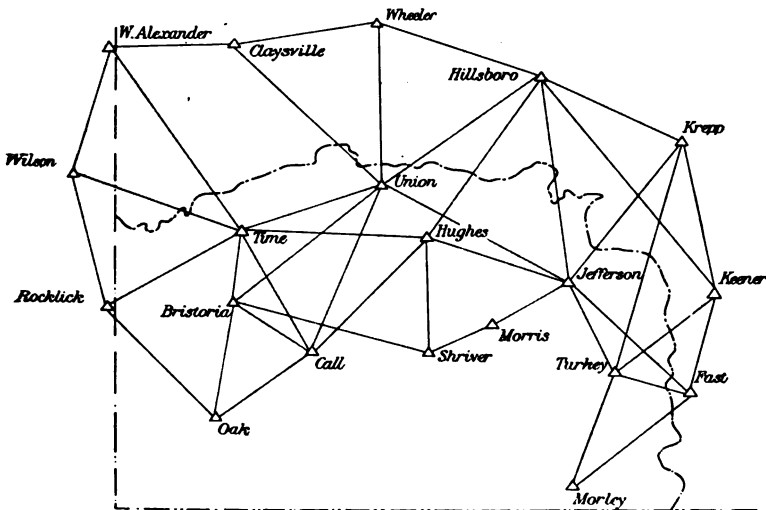 Wheeler
W. Alexander
Claysville
Hillsboro
Krepp
Wilson
Union
Time
Hughes
Jefferson
Keener
Rocklick
Bristoria
Morris
Call
Shriver
Turkey
Fast
Oak
Morley